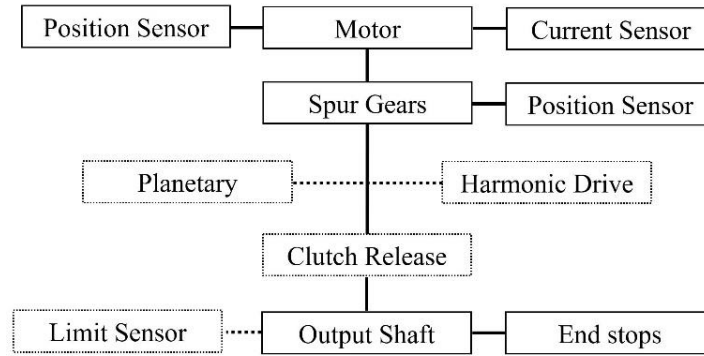 Position Sensor
Motor
Current Sensor
Spur Gears
Position Sensor
Planetary
Harmonic Drive
Clutch Release
Limit Sensor
Output Shaft
End stops